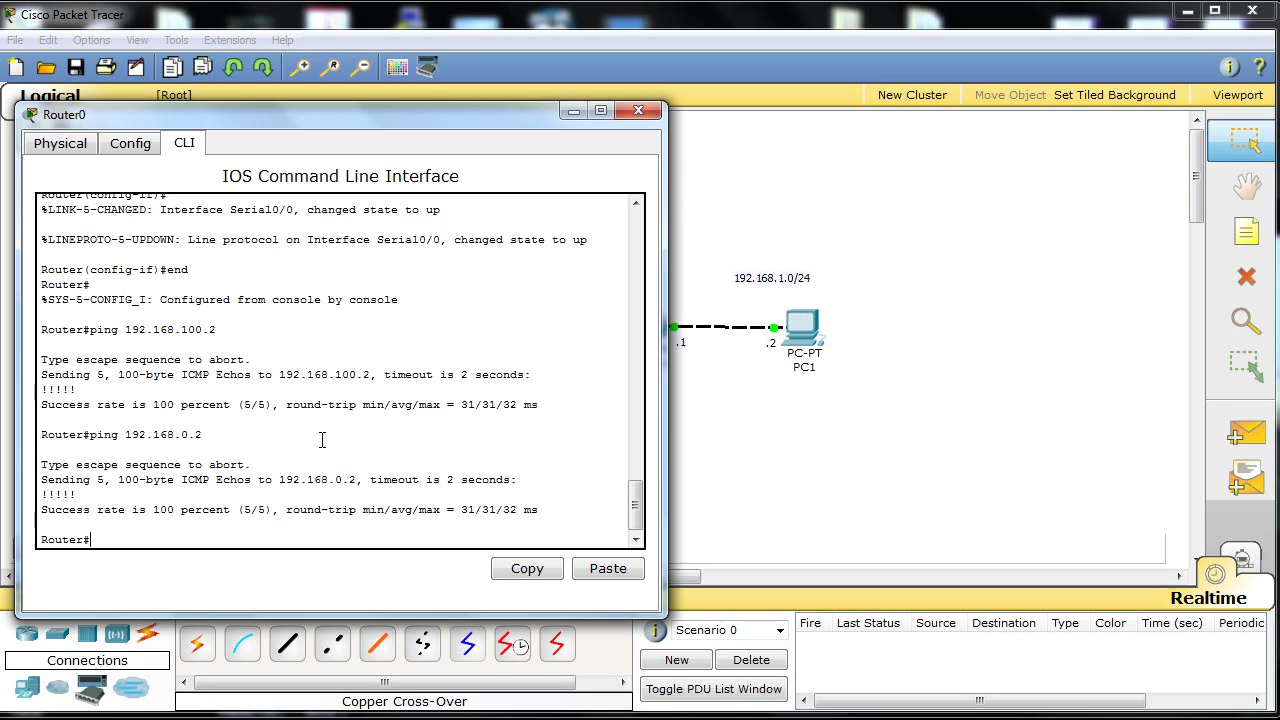 Cisco Packet Tracer
File Edit Options View Tools Extensions Help
Logical [Root] New Cluster Move Object Set Tiled Background Viewport
Router0
Physical Config CLI
IOS Command Line Interface
Router(config-if)#
%LINK-5-CHANGED: Interface Serial0/0, changed state to up
%LINEPROTO-5-UPDOWN: Line protocol on Interface Serial0/0, changed state to up
Router(config-if)#end
Router#
%SYS-5-CONFIG_I: Configured from console by console
Router#ping 192.168.100.2
Type escape sequence to abort.
Sending 5, 100-byte ICMP Echos to 192.168.100.2, timeout is 2 seconds:
!!!!!
Success rate is 100 percent (5/5), round-trip min/avg/max = 31/31/32 ms
Router#ping 192.168.0.2
Type escape sequence to abort.
Sending 5, 100-byte ICMP Echos to 192.168.0.2, timeout is 2 seconds:
!!!!!
Success rate is 100 percent (5/5), round-trip min/avg/max = 31/31/32 ms
Router#
Copy Paste
192.168.1.0/24
.1 .2
PC-PT
PC1
Realtime
Connections
Copper Cross-Over
Scenario 0
New Delete
Toggle PDU List Window
Fire Last Status Source Destination Type Color Time (sec) Periodic